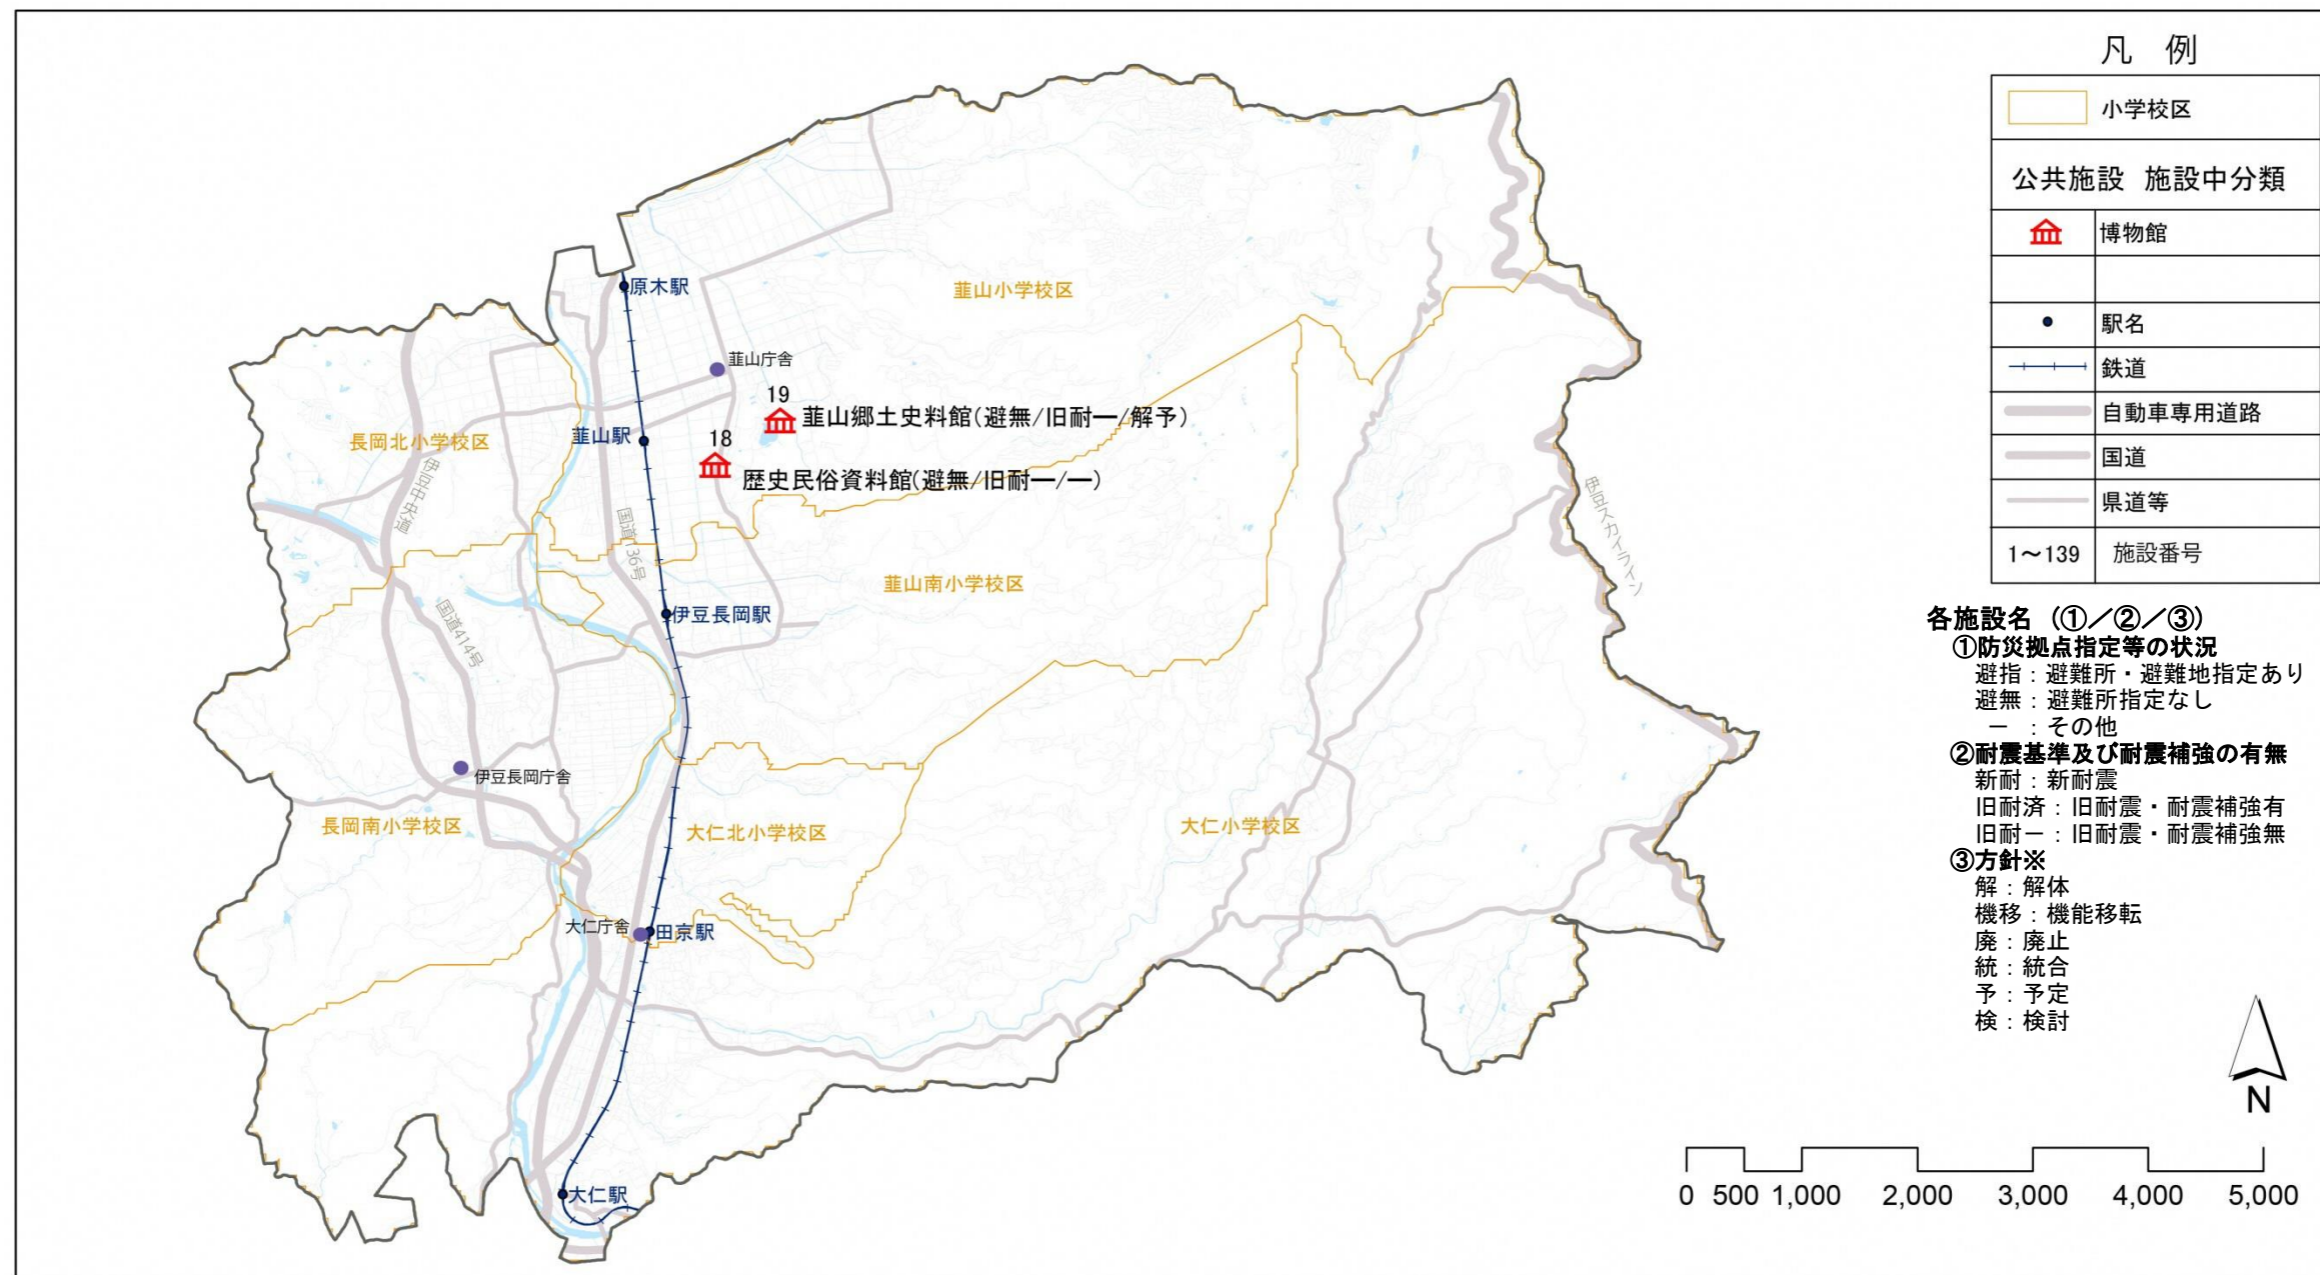 原木駅
韮山小学校区
韮山庁舎
19
韮山郷土史料館(避無/旧耐ー/解予)
長岡北小学校区
韮山駅
18
歴史民俗資料館(避無/旧耐ー/ー)
伊豆中央道
国道136号
伊豆スカイライン
韮山南小学校区
伊豆長岡駅
国道414号
伊豆長岡庁舎
長岡南小学校区
大仁北小学校区
大仁小学校区
大仁庁舎
田京駅
大仁駅
凡 例
小学校区
公共施設 施設中分類
博物館
駅名
鉄道
自動車専用道路
国道
県道等
1～139 施設番号
各施設名（①／②／③）
①防災拠点指定等の状況
避指：避難所・避難地指定あり
避無：避難所指定なし
－ ：その他
②耐震基準及び耐震補強の有無
新耐：新耐震
旧耐済：旧耐震・耐震補強有
旧耐－：旧耐震・耐震補強無
③方針※
解：解体
機移：機能移転
廃：廃止
統：統合
予：予定
検：検討
N
0 500 1,000 2,000 3,000 4,000 5,000